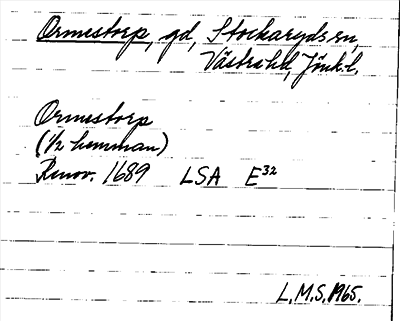 Ormestorp, gd, Stockaryds sn,
Västra hd, Jönk. l.
Ormestorp
(1/2 hemman)
Renov. 1689 LSA E32
L.M.S. 1965.